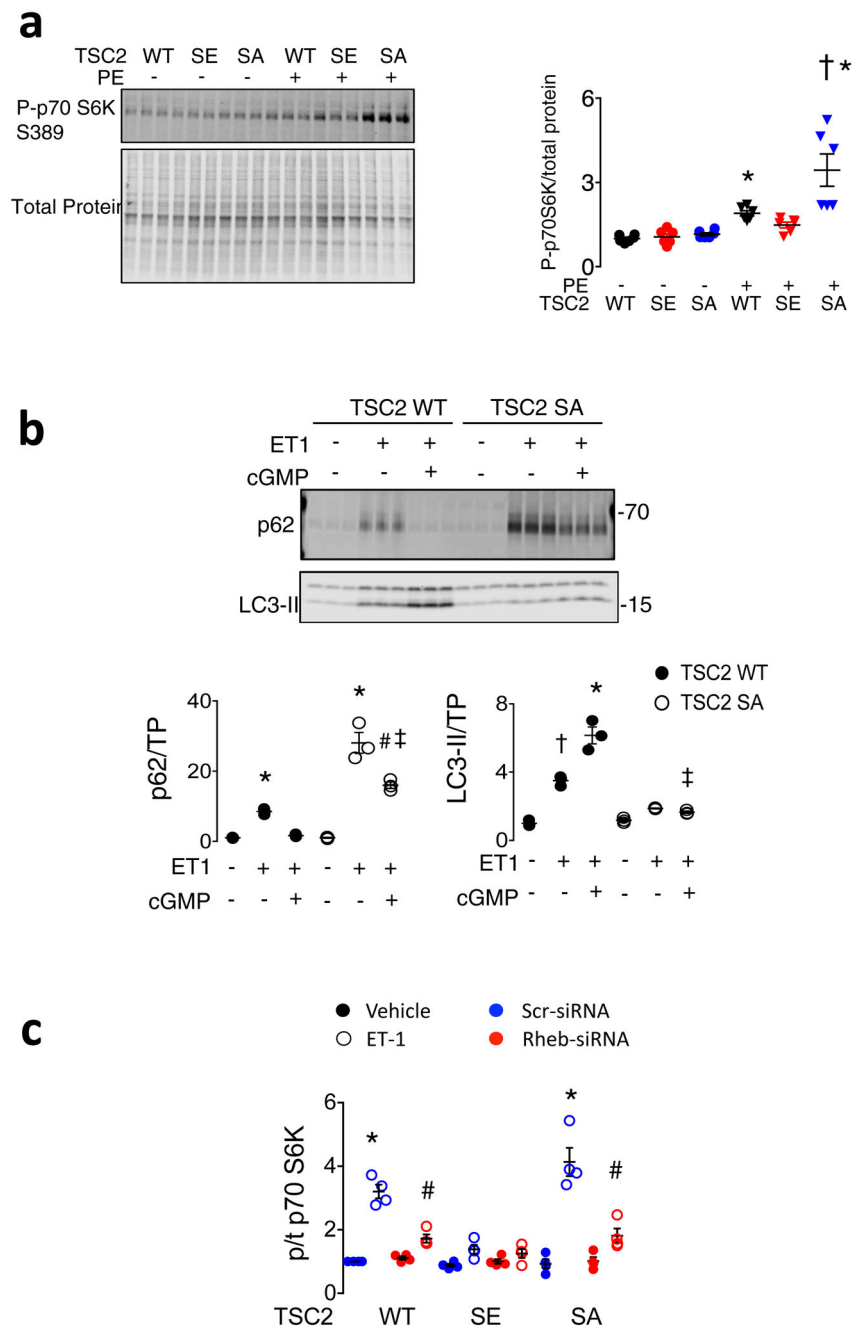 a
TSC2 WT SE SA WT SE SA
PE - - - + + +
P-p70 S6K
S389
Total Protein
P-p70S6K/total protein
6
3
0
*
† *
PE - - - + + +
TSC2 WT SE SA WT SE SA
b
TSC2 WT TSC2 SA
ET1 - + + - + +
cGMP - - + - - +
p62
-70
LC3-II
-15
TSC2 WT
TSC2 SA
p62/TP
40
20
0
*
*
# ‡
ET1 - + + - + +
cGMP - - + - - +
LC3-II/TP
8
4
0
†
*
‡
ET1 - + + - + +
cGMP - - + - - +
c
Vehicle Scr-siRNA
ET-1 Rheb-siRNA
p/t p70 S6K
6
4
2
0
*
#
*
#
TSC2 WT SE SA